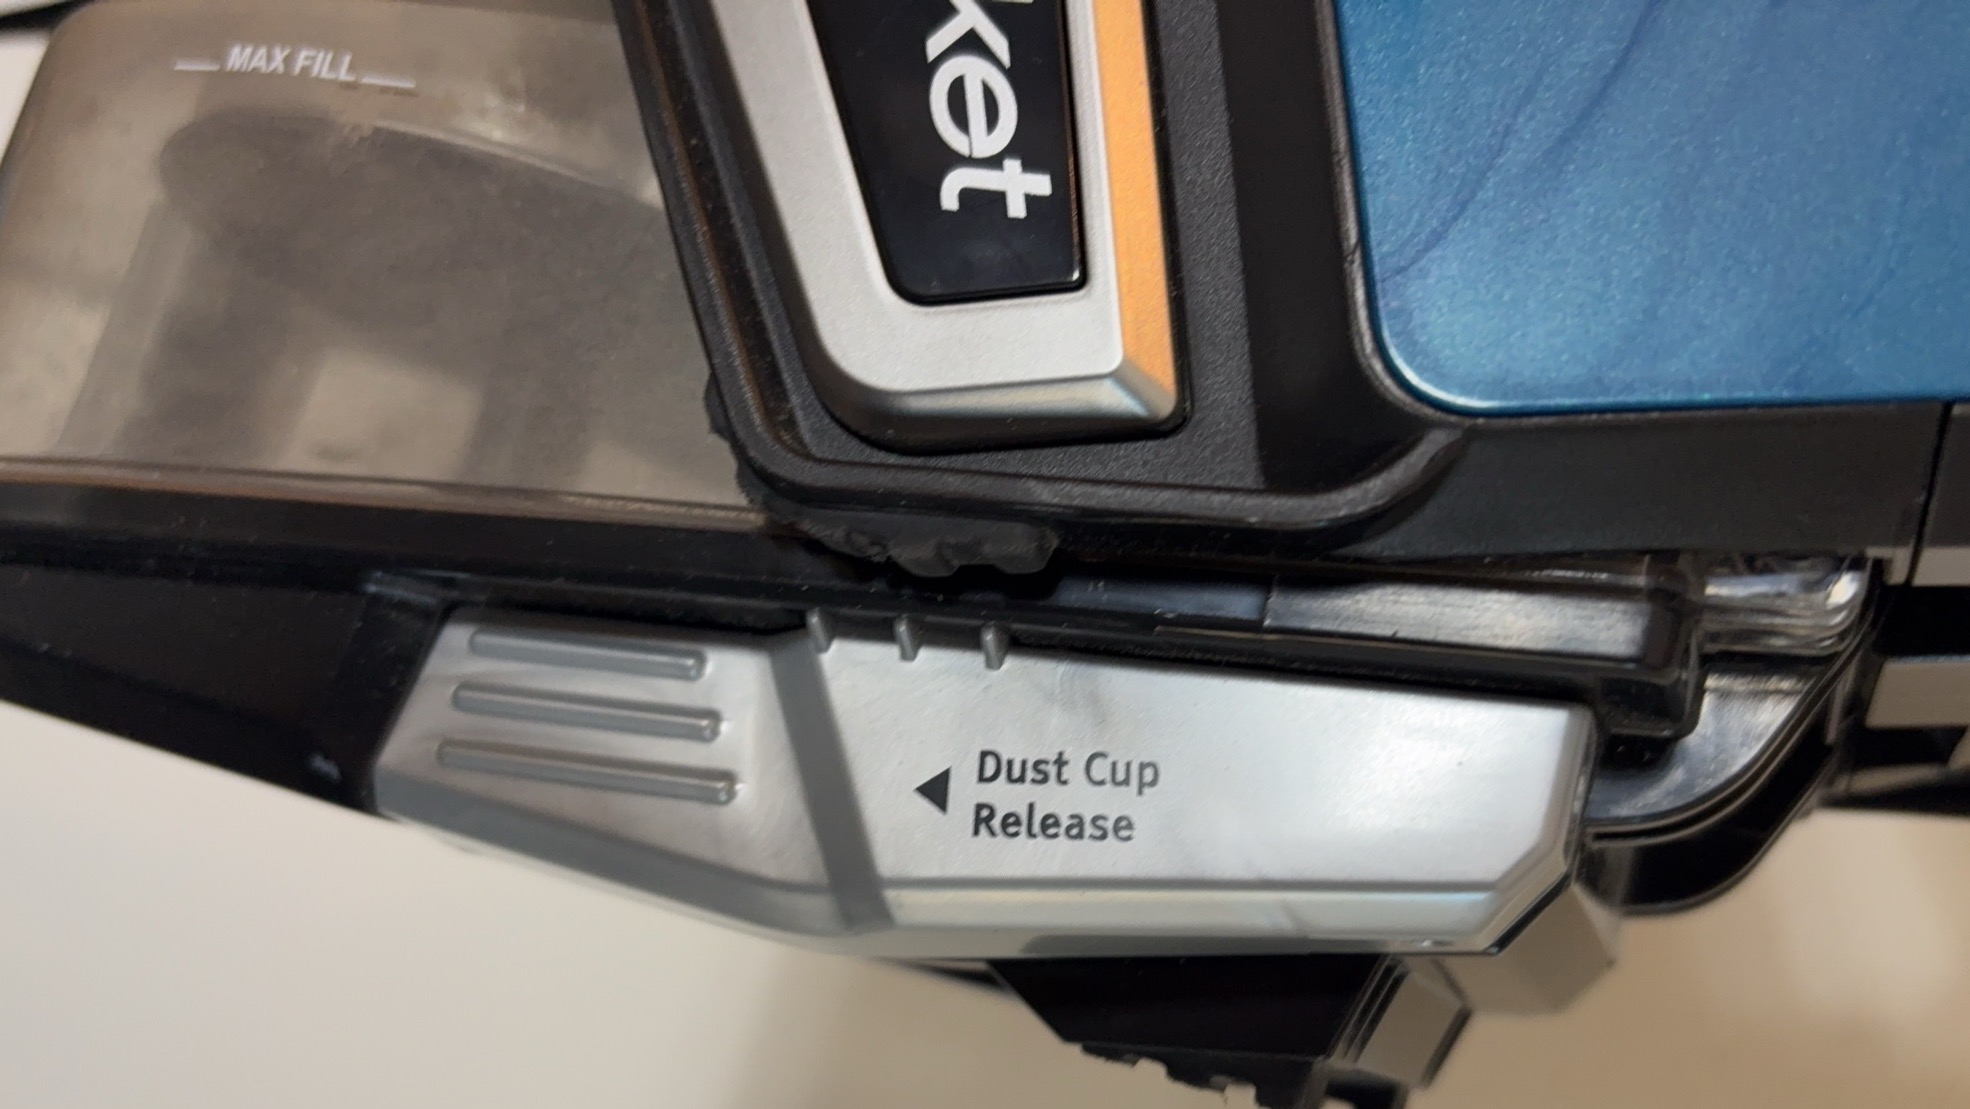 MAX FILL
ket
Dust Cup
Release